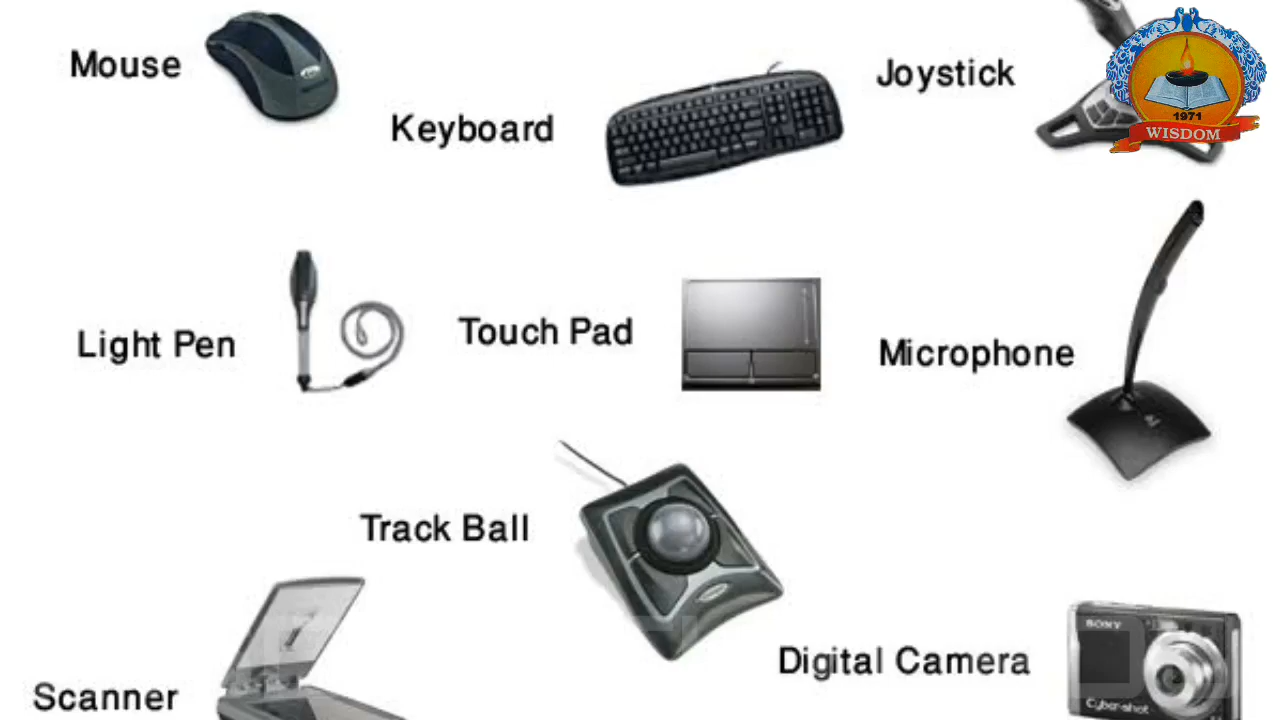 Mouse
Keyboard
Joystick
1971
WISDOM
Light Pen
Touch Pad
Microphone
Track Ball
Digital Camera
SONY
Cyber-shot
Scanner